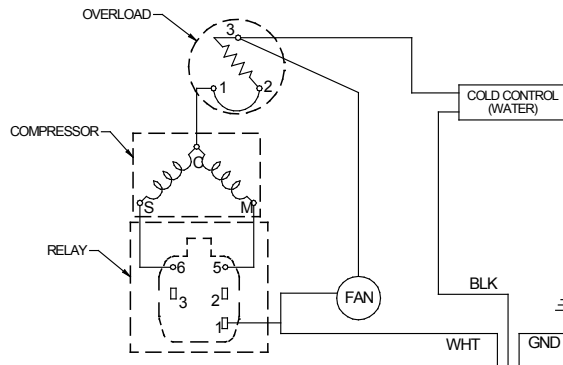 OVERLOAD
3
1
2
COLD CONTROL
(WATER)
COMPRESSOR
C
S
M
RELAY
6
5
3
2
1
FAN
BLK
WHT
GND